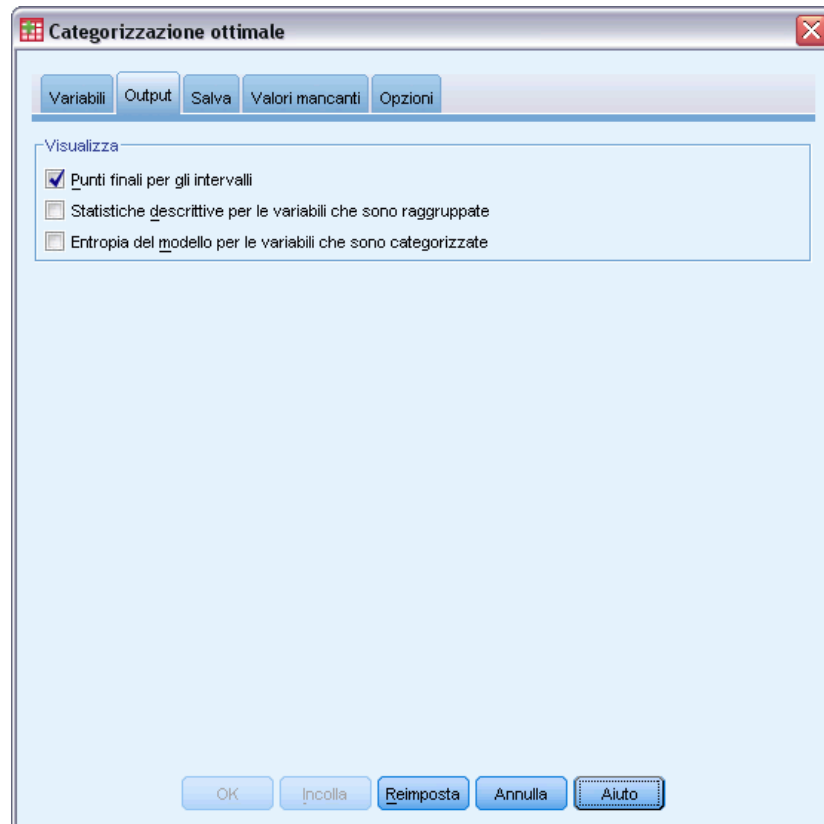 Categorizzazione ottimale
Variabili Output Salva Valori mancanti Opzioni
Visualizza
Punti finali per gli intervalli
Statistiche descrittive per le variabili che sono raggruppate
Entropia del modello per le variabili che sono categorizzate
OK Incolla Reimposta Annulla Aiuto